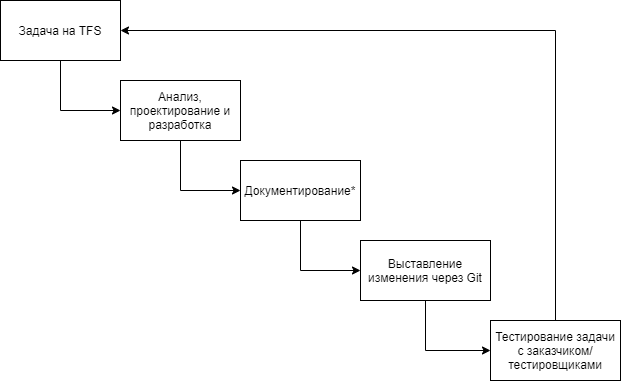 Задача на TFS
Анализ,
проектирование и
разработка
Документирование*
Выставление
изменения через Git
Тестирование задачи
с заказчиком/
тестировщиками